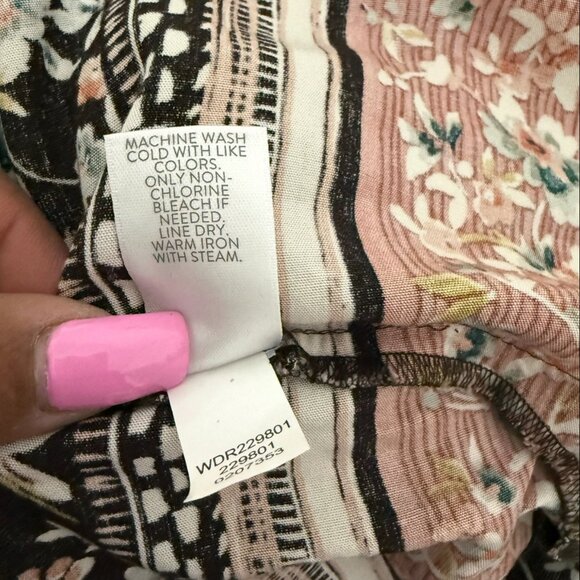 MACHINE WASH
COLD WITH LIKE
COLORS.
ONLY NON-
CHLORINE
BLEACH IF
NEEDED.
LINE DRY,
WARM IRON
WITH STEAM.
WDR229801
229801
0207353